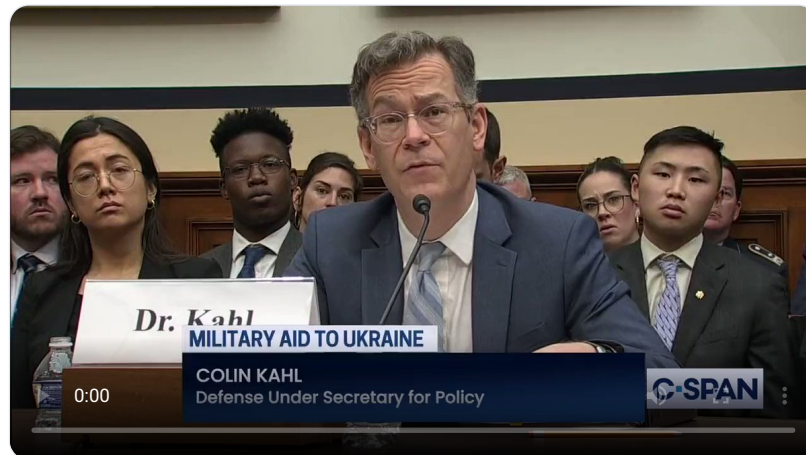 Dr. Kahl
MILITARY AID TO UKRAINE
COLIN KAHL
Defense Under Secretary for Policy
C-SPAN
0:00